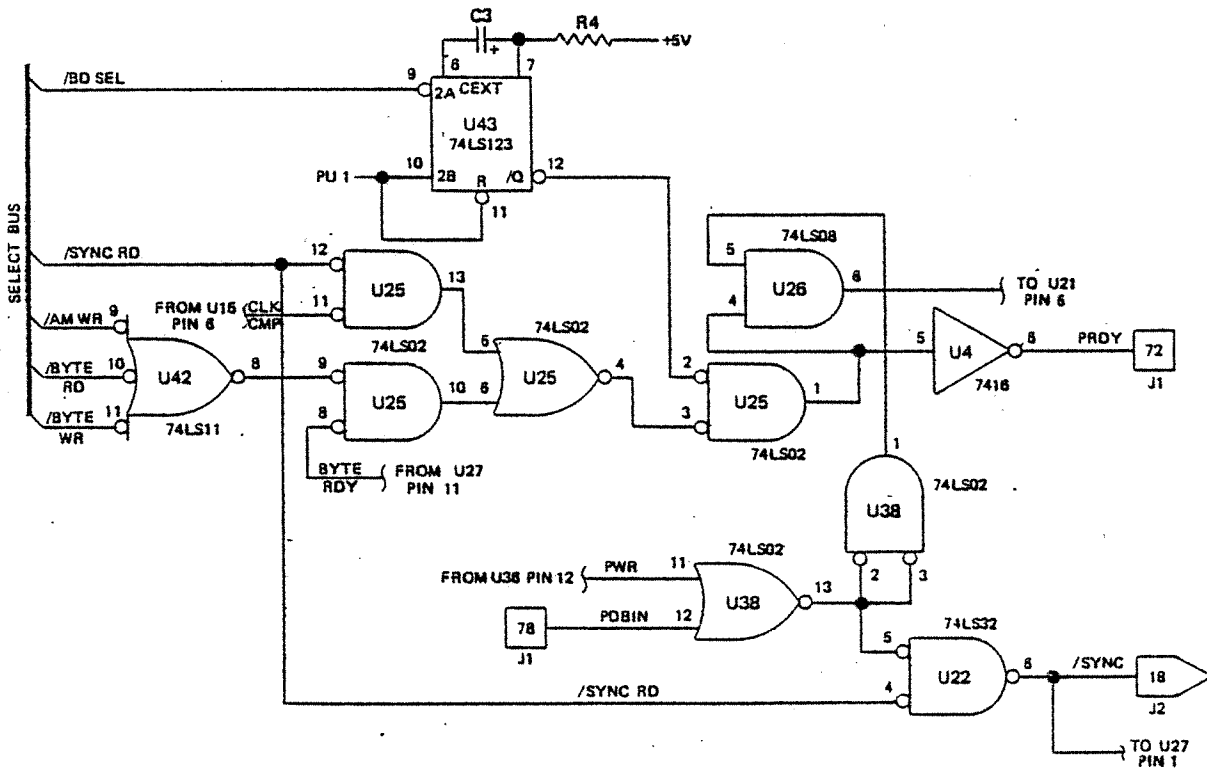 C3
R4
+
+5V
6
7
/BD SEL
9
2A
CEXT
U43
74LS123
PU 1
10
2B
R
/Q
12
11
SELECT BUS
/SYNC RD
12
U25
13
FROM U15
PIN 6
CLK
/CMP
11
74LS02
/AM WR
9
/BYTE
RD
10
U42
8
/BYTE
WR
11
74LS11
9
U25
10
8
BYTE
RDY
FROM U27
PIN 11
74LS02
5
6
U25
4
2
3
U25
1
74LS02
74LS08
5
4
U26
6
TO U21
PIN 5
5
U4
6
7416
PRDY
72
J1
1
74LS02
U38
2
3
74LS02
FROM U36 PIN 12
PWR
11
U38
13
78
J1
PDBIN
12
74LS32
5
4
U22
6
/SYNC
18
J2
/SYNC RD
TO U27
PIN 1